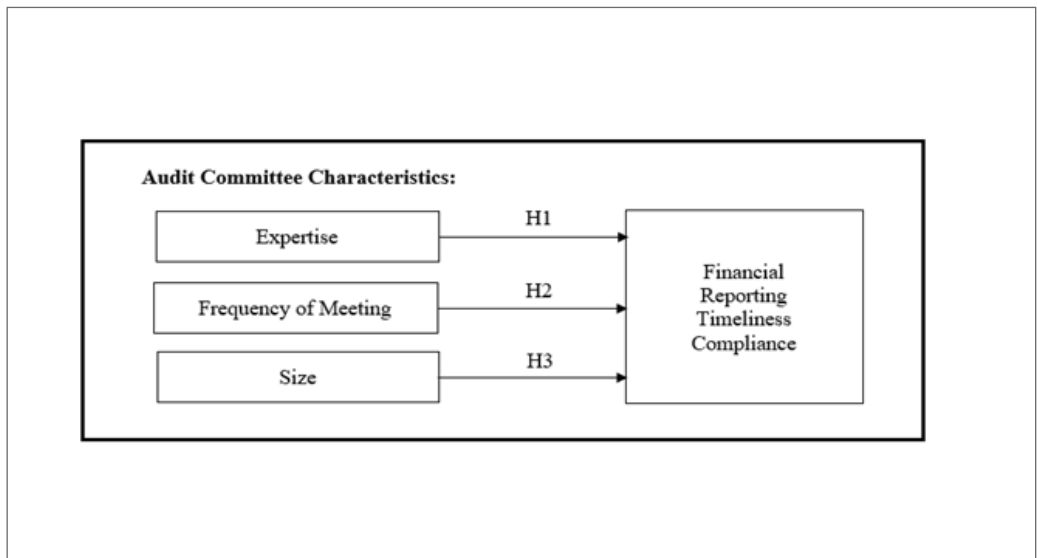 Audit Committee Characteristics:
Expertise
H1
Frequency of Meeting
H2
Size
H3
Financial
Reporting
Timeliness
Compliance